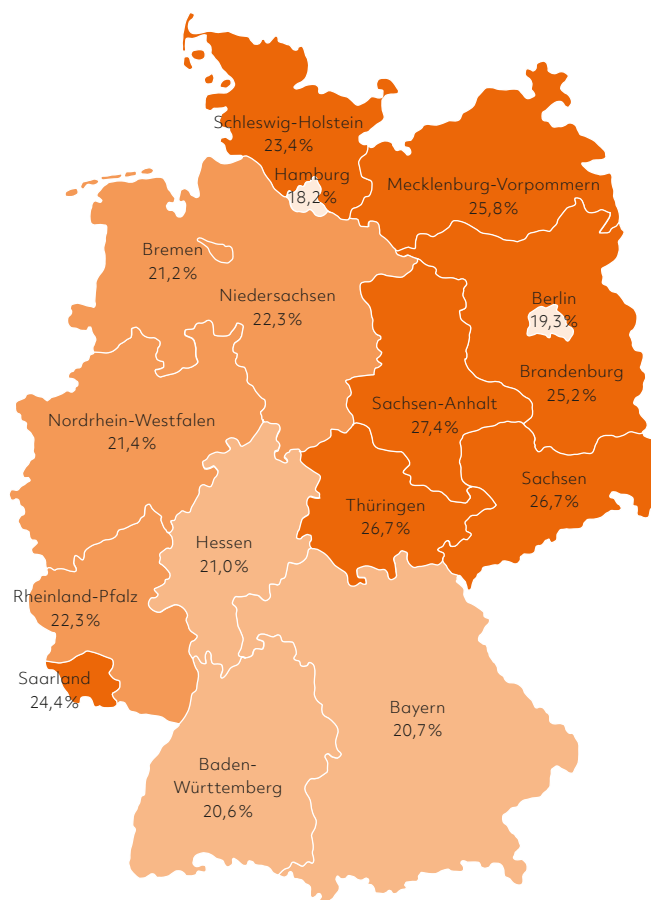 Schleswig-Holstein
23,4%
Hamburg
18,2%
Mecklenburg-Vorpommern
25,8%
Bremen
21,2%
Niedersachsen
22,3%
Berlin
19,3%
Brandenburg
25,2%
Sachsen-Anhalt
27,4%
Nordrhein-Westfalen
21,4%
Sachsen
26,7%
Thüringen
26,7%
Hessen
21,0%
Rheinland-Pfalz
22,3%
Saarland
24,4%
Bayern
20,7%
Baden-
Württemberg
20,6%